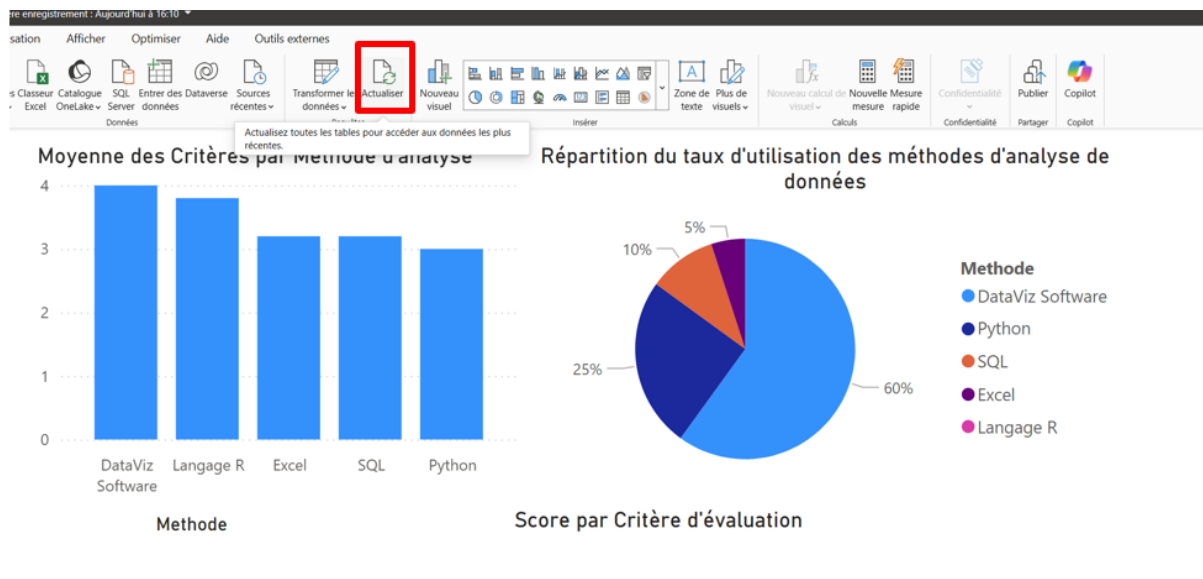 ère enregistrement : Aujourd'hui à 16:10
sation Afficher Optimiser Aide Outils externes
s Classeur Catalogue SQL Entrer des Dataverse Sources Transformer le Actualiser Nouveau Zone de Plus de Nouveau calcul de Nouvelle Mesure Confidentialité Publier Copilot
Excel OneLake Server données récentes données visuel texte visuels visuel mesure rapide
Données Insérer Calculs Confidentialité Partager Copilot
Actualisez toutes les tables pour accéder aux données les plus
récentes.
Moyenne des Critères par Méthode d'analyse
4
3
2
1
0
DataViz Langage R Excel SQL Python
Software
Methode
Répartition du taux d'utilisation des méthodes d'analyse de
données
5%
10%
25%
60%
Methode
DataViz Software
Python
SQL
Excel
Langage R
Score par Critère d'évaluation